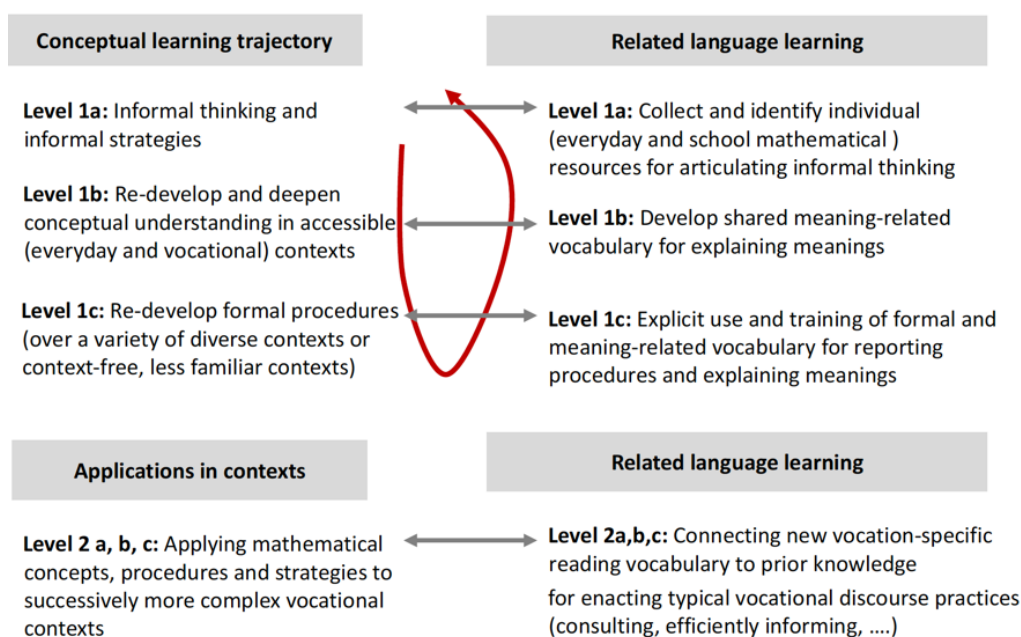 Conceptual learning trajectory
Related language learning
Level 1a: Informal thinking and
informal strategies
Level 1a: Collect and identify individual
(everyday and school mathematical )
resources for articulating informal thinking
Level 1b: Re-develop and deepen
conceptual understanding in accessible
(everyday and vocational) contexts
Level 1b: Develop shared meaning-related
vocabulary for explaining meanings
Level 1c: Re-develop formal procedures
(over a variety of diverse contexts or
context-free, less familiar contexts)
Level 1c: Explicit use and training of formal and
meaning-related vocabulary for reporting
procedures and explaining meanings
Applications in contexts
Related language learning
Level 2 a, b, c: Applying mathematical
concepts, procedures and strategies to
successively more complex vocational
contexts
Level 2a,b,c: Connecting new vocation-specific
reading vocabulary to prior knowledge
for enacting typical vocational discourse practices
(consulting, efficiently informing, ....)